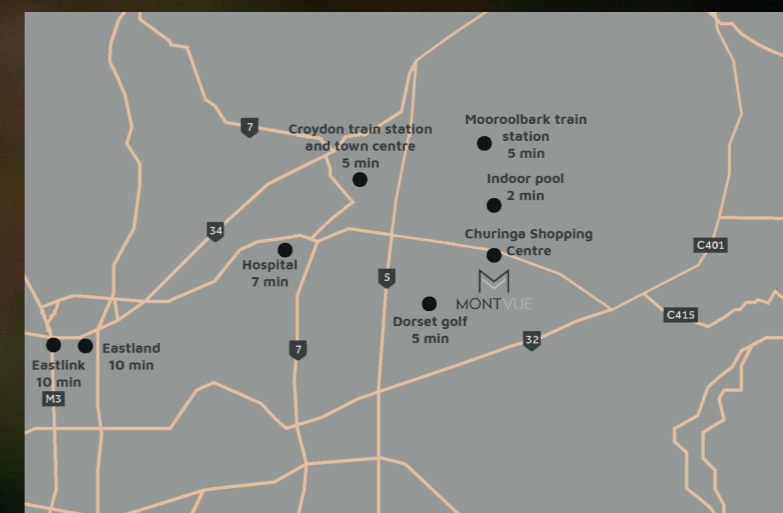 7
Croydon train station
and town centre
5 min
Mooroolbark train
station
5 min
Indoor pool
2 min
34
Churinga Shopping
Centre
C401
Hospital
7 min
5
MONTVUE
Dorset golf
5 min
C415
32
7
Eastlink
10 min
Eastland
10 min
M3